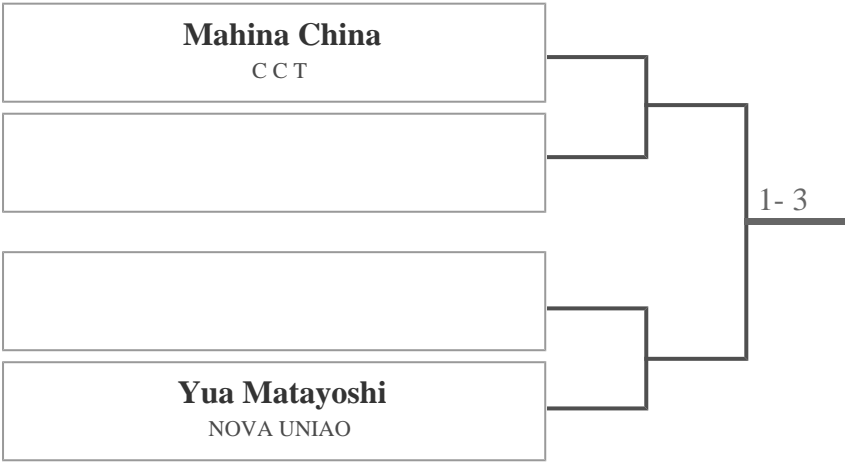 Mahina China
C C T
1- 3
Yua Matayoshi
NOVA UNIAO